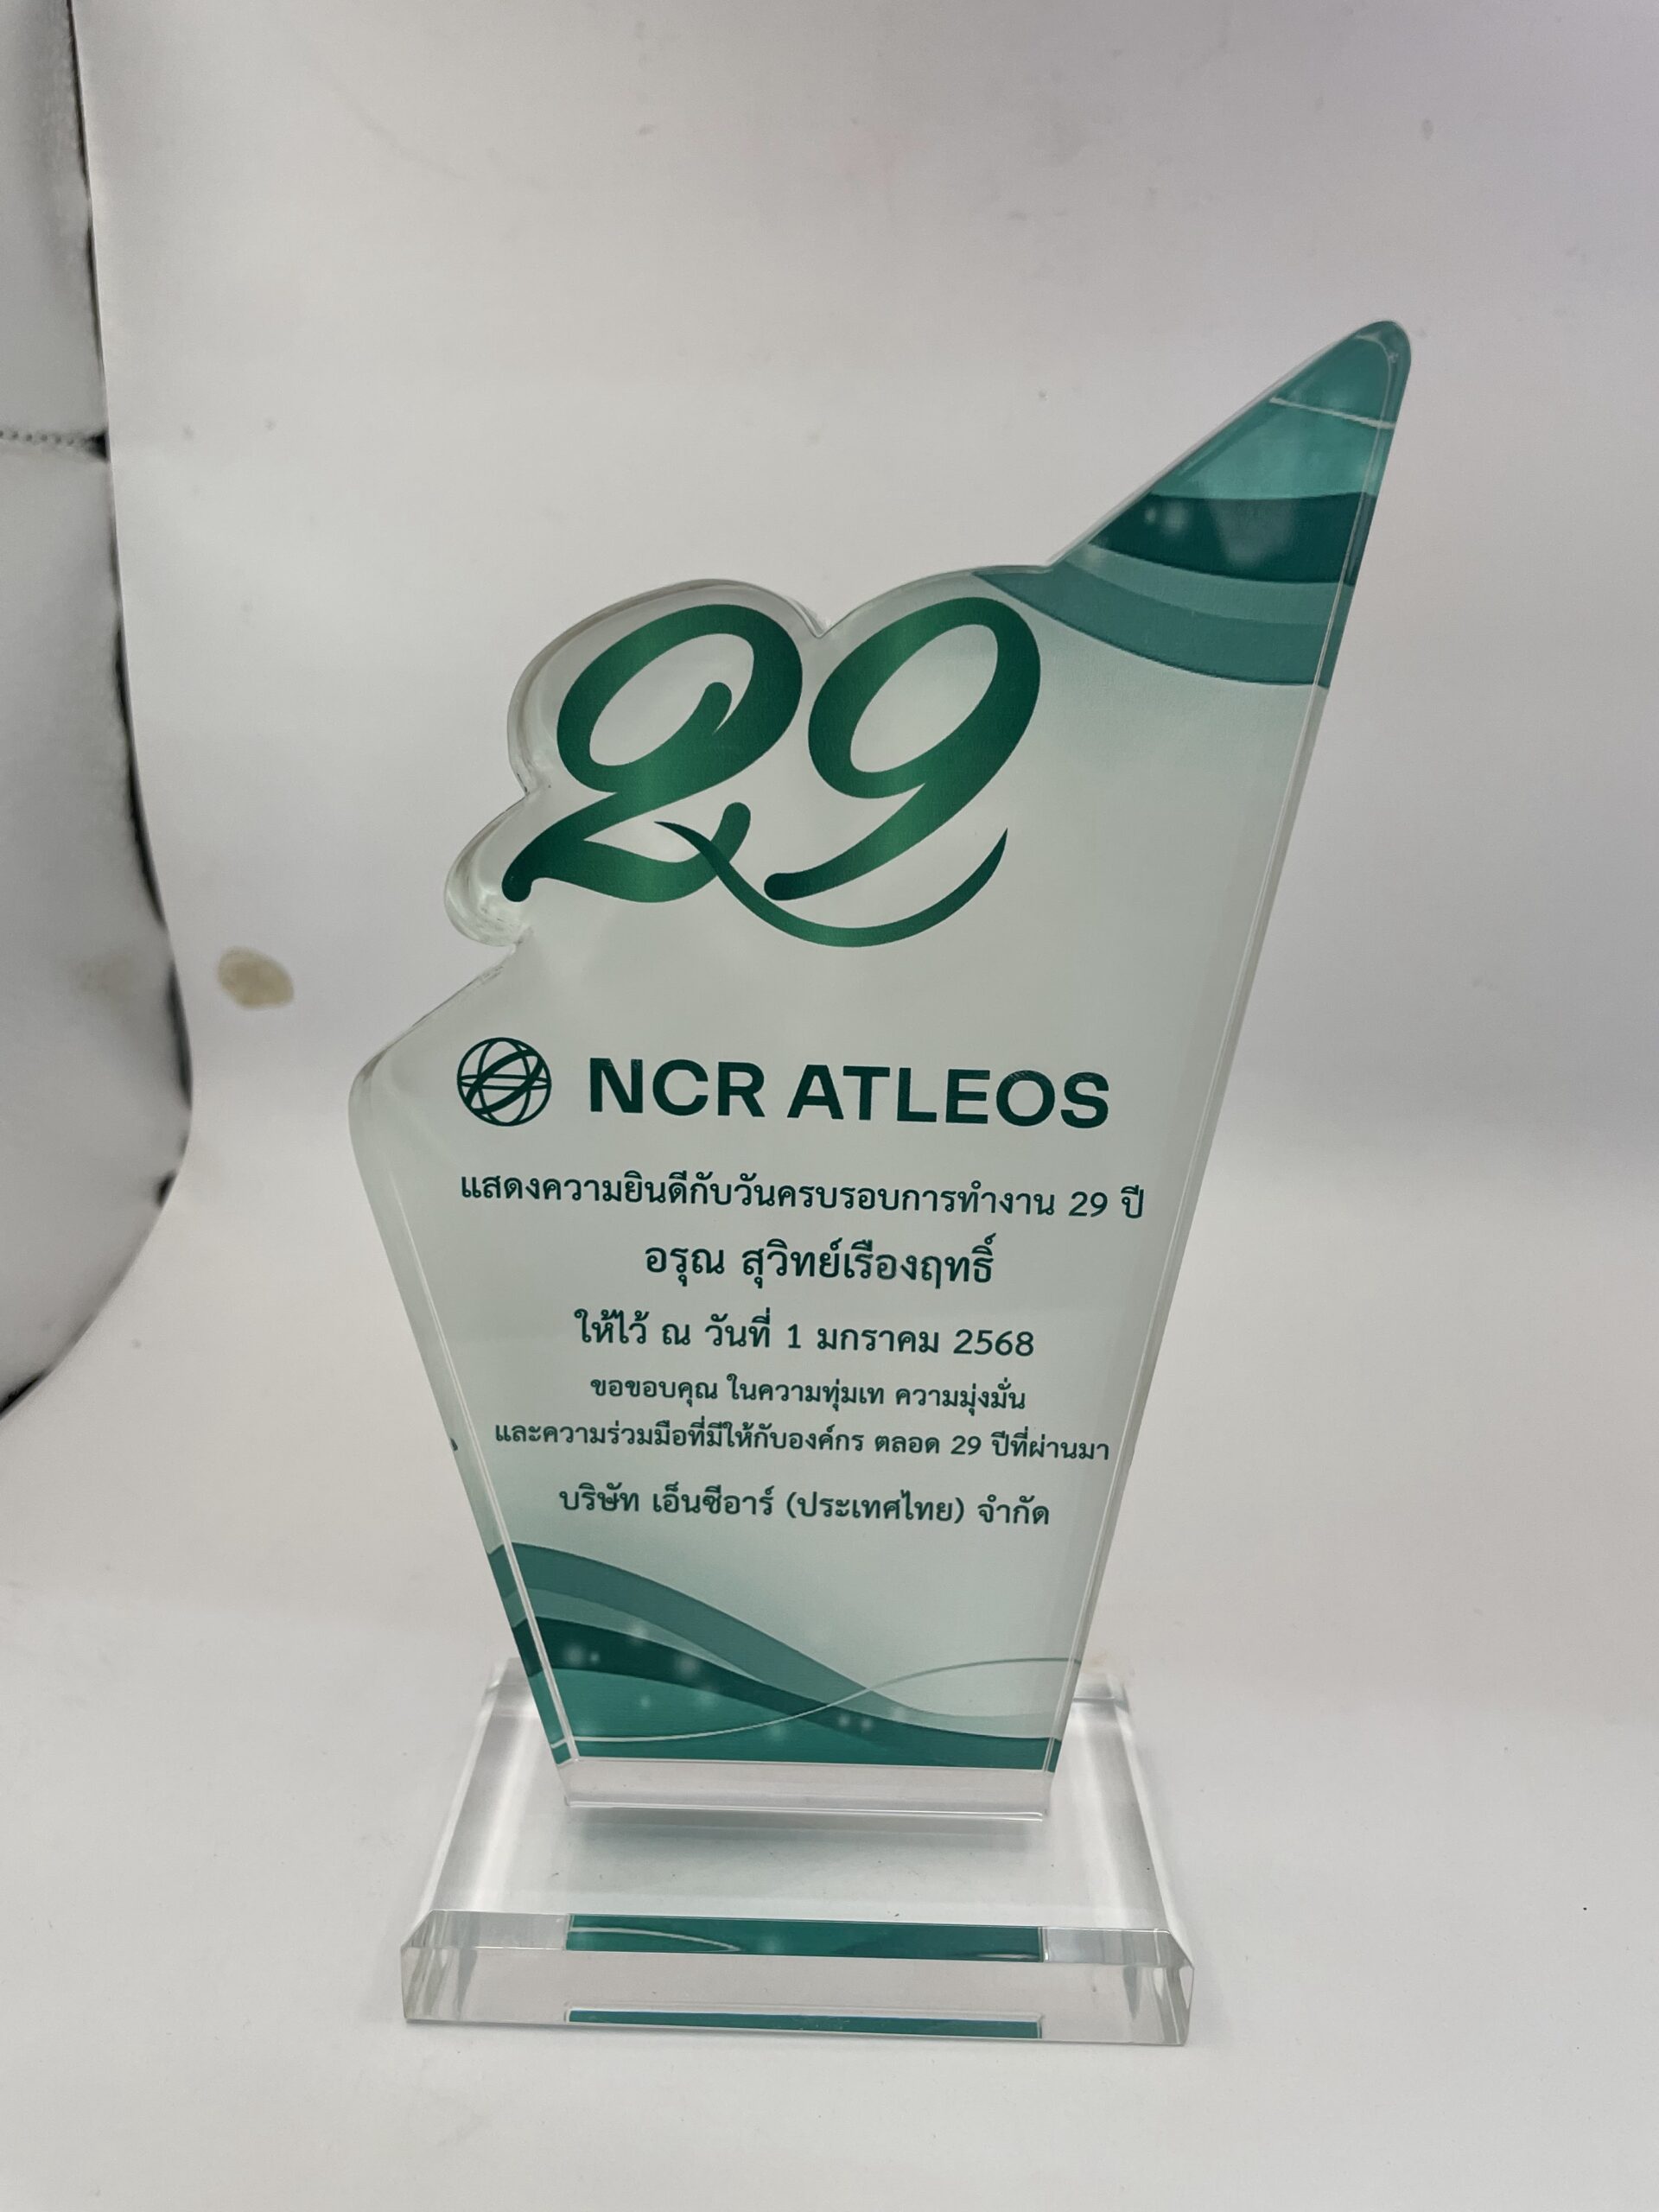 29
NCR ATLEOS
แสดงความยินดีกับวันครบรอบการทำงาน 29 ปี
อรุณ สุวิทย์เรืองฤทธิ์
ให้ไว้ ณ วันที่ 1 มกราคม 2568
ขอขอบคุณ ในความทุ่มเท ความมุ่งมั่น
และความร่วมมือที่มีให้กับองค์กร ตลอด 29 ปีที่ผ่านมา
บริษัท เอ็นซีอาร์ (ประเทศไทย) จำกัด